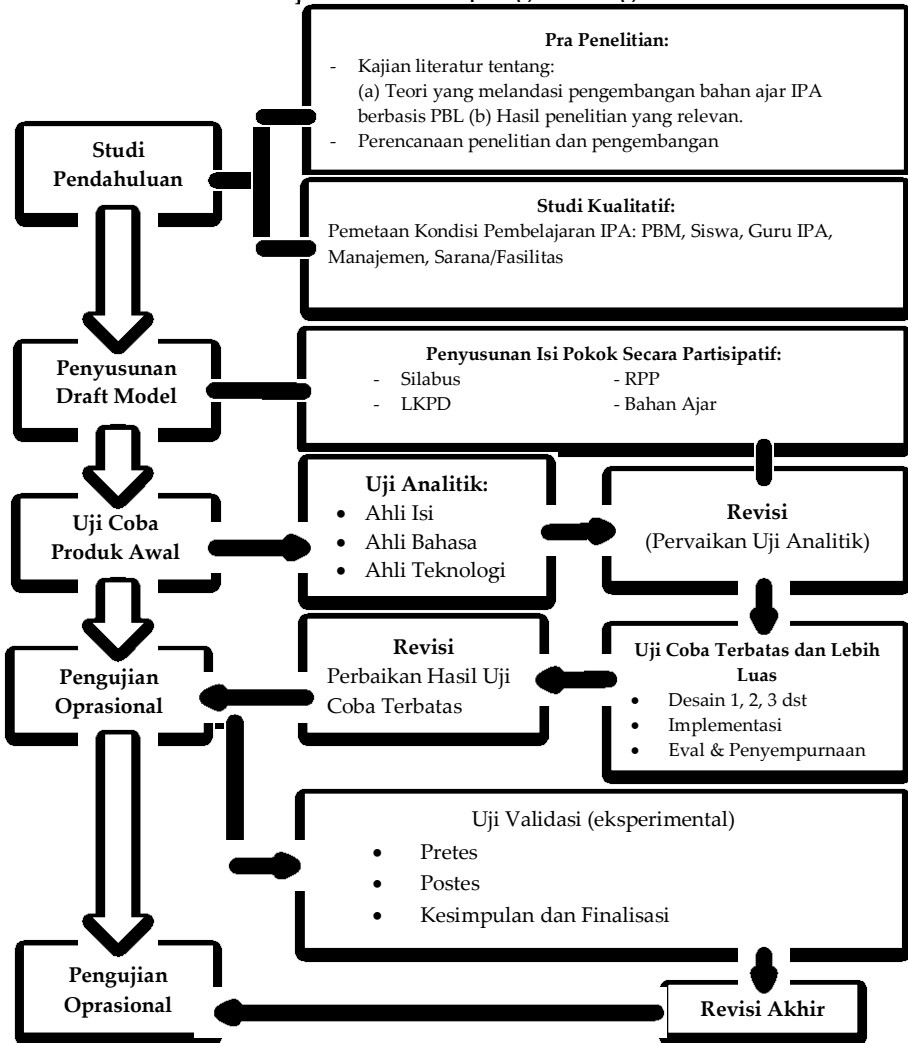 Pra Penelitian:
- Kajian literatur tentang:
(a) Teori yang melandasi pengembangan bahan ajar IPA
berbasis PBL (b) Hasil penelitian yang relevan.
- Perencanaan penelitian dan pengembangan
Studi
Pendahuluan
Studi Kualitatif:
Pemetaan Kondisi Pembelajaran IPA: PBM, Siswa, Guru IPA,
Manajemen, Sarana/Fasilitas
Penyusunan
Draft Model
Penyusunan Isi Pokok Secara Partisipatif:
- Silabus - RPP
- LKPD - Bahan Ajar
Uji Coba
Produk Awal
Uji Analitik:
• Ahli Isi
• Ahli Bahasa
• Ahli Teknologi
Revisi
(Pervaikan Uji Analitik)
Uji Coba Terbatas dan Lebih
Luas
• Desain 1, 2, 3 dst
• Implementasi
• Eval & Penyempurnaan
Revisi
Perbaikan Hasil Uji
Coba Terbatas
Pengujian
Oprasional
Uji Validasi (eksperimental)
• Pretes
• Postes
• Kesimpulan dan Finalisasi
Revisi Akhir
Pengujian
Oprasional